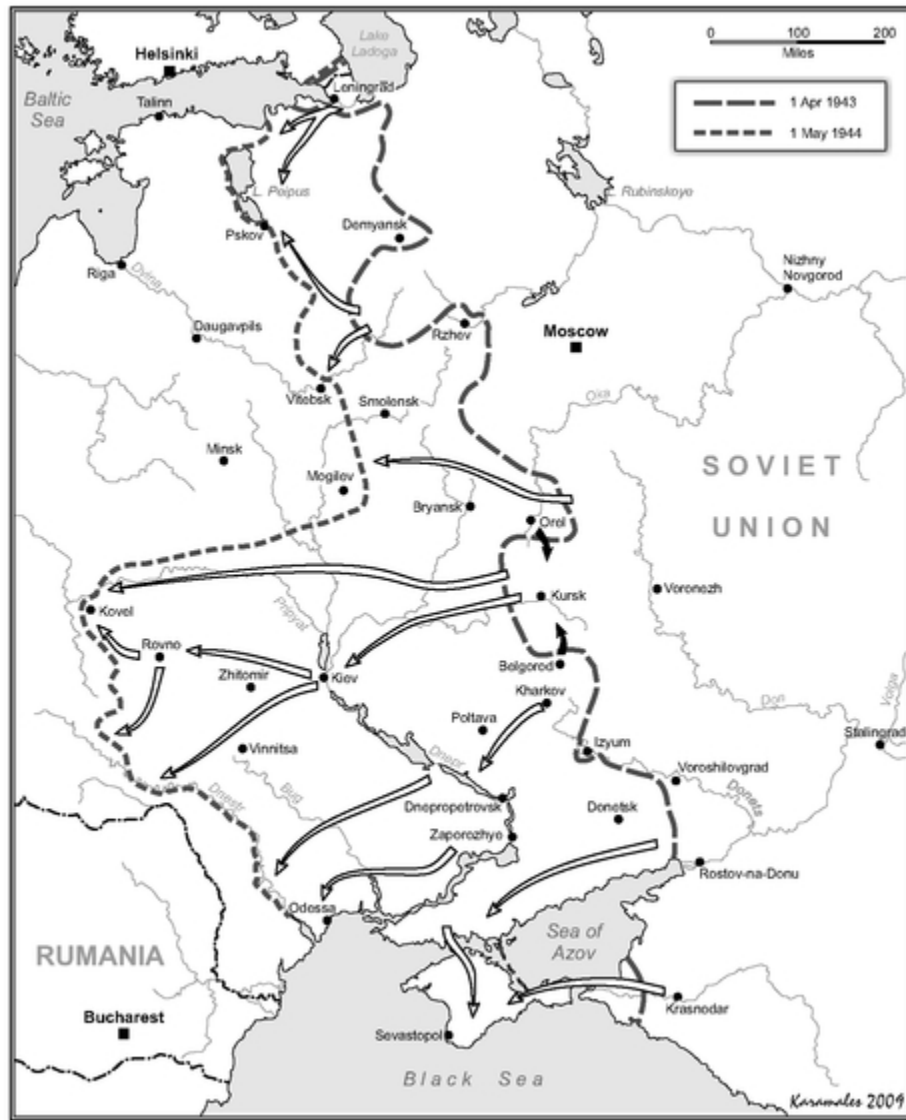 Lake
Ladoga
0
200
Miles
Helsinki
Leningrad
Baltic
Sea
Talinn
1 Apr 1943
1 May 1944
L. Peipus
L. Rubinskoye
Pskov
Demyansk
Riga
Dvina
Nizhny
Novgorod
Daugavpils
Rzhev
Moscow
Vitebsk
Smolensk
Oka
Minsk
Mogilev
Bryansk
SOVIET
UNION
Orel
Kovel
Pripyat
Kursk
Voronezh
Rovno
Zhitomir
Kiev
Belgorod
Kharkov
Don
Volga
Poltava
Stalingrad
Vinnitsa
Dnepr
Izyum
Voroshilovgrad
Dnestr
Bug
Dnepropetrovsk
Donetsk
Donets
Zaporozhye
Rostov-na-Donu
Odessa
Sea of
Azov
RUMANIA
Krasnodar
Bucharest
Sevastopol
Black Sea
Karamales 2009